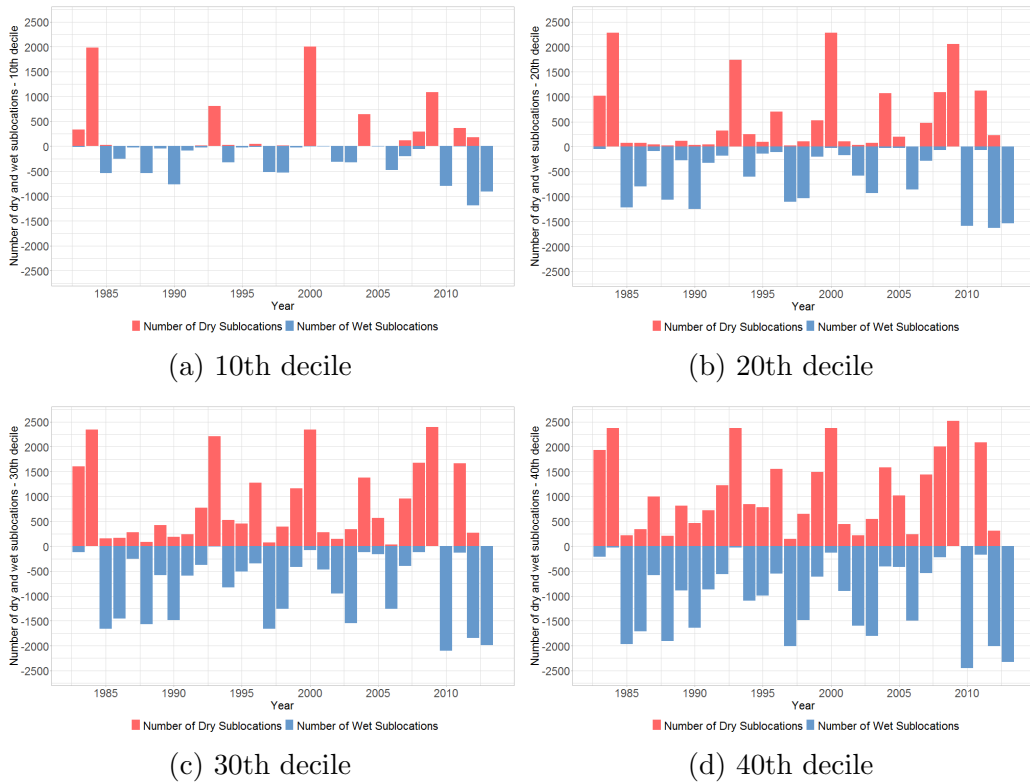 Number of dry and wet sublocations - 10th decile
2500
2000
1500
1000
500
0
-500
-1000
-1500
-2000
-2500
1985 1990 1995 2000 2005 2010
Year
Number of Dry Sublocations Number of Wet Sublocations
(a) 10th decile
Number of dry and wet sublocations - 20th decile
2500
2000
1500
1000
500
0
-500
-1000
-1500
-2000
-2500
1985 1990 1995 2000 2005 2010
Year
Number of Dry Sublocations Number of Wet Sublocations
(b) 20th decile
Number of dry and wet sublocations - 30th decile
2500
2000
1500
1000
500
0
-500
-1000
-1500
-2000
-2500
1985 1990 1995 2000 2005 2010
Year
Number of Dry Sublocations Number of Wet Sublocations
(c) 30th decile
Number of dry and wet sublocations - 40th decile
2500
2000
1500
1000
500
0
-500
-1000
-1500
-2000
-2500
1985 1990 1995 2000 2005 2010
Year
Number of Dry Sublocations Number of Wet Sublocations
(d) 40th decile